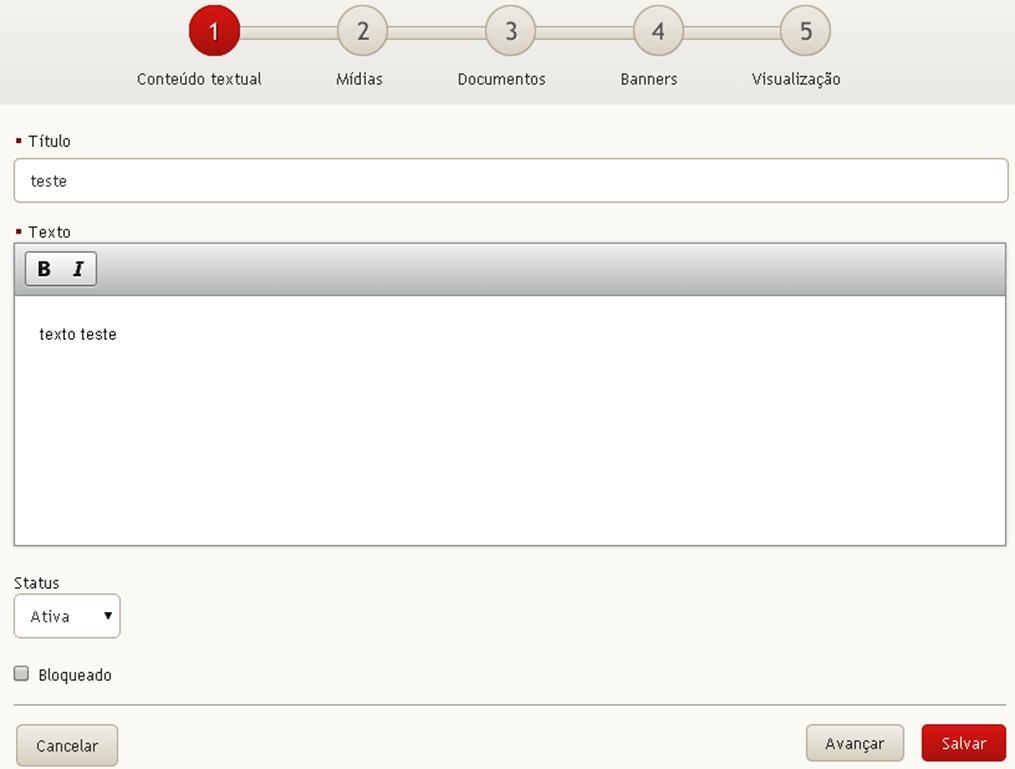 1 2 3 4 5
Conteúdo textual Mídias Documentos Banners Visualização
Título
teste
Texto
B I
texto teste
Status
Ativa
Bloqueado
Cancelar Avançar Salvar